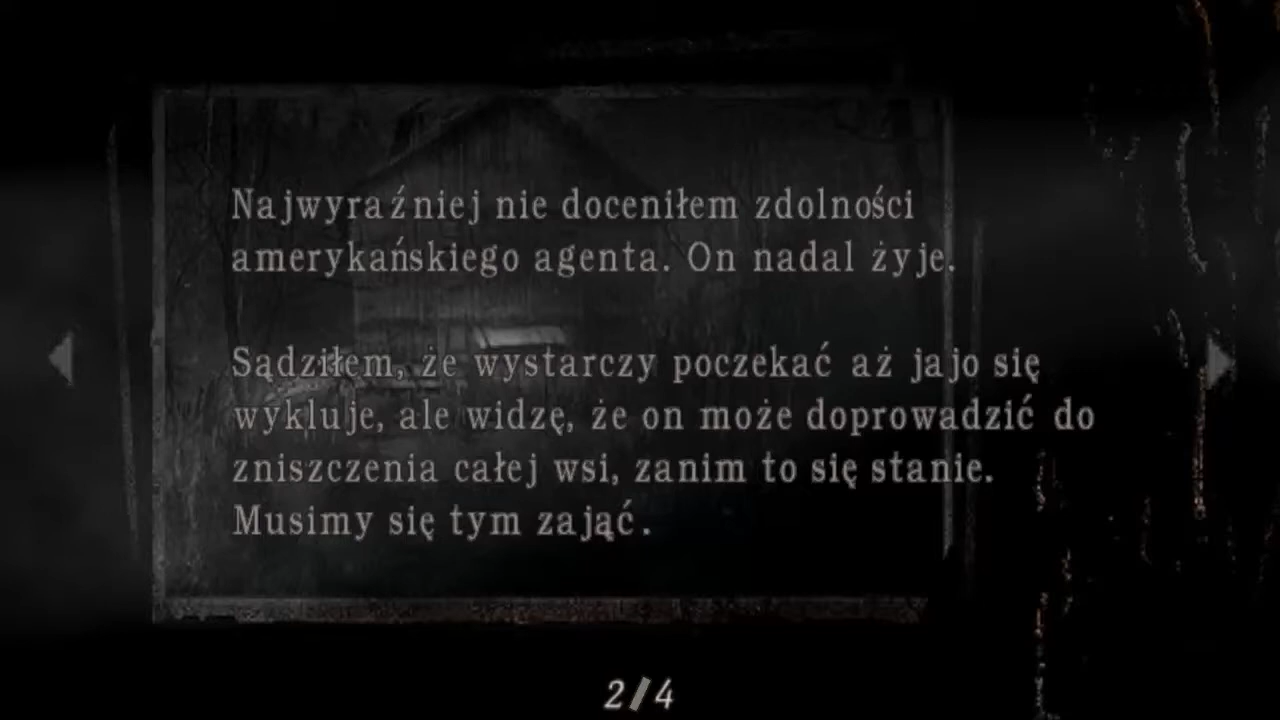 Najwyraźniej nie doceniłem zdolności
amerykańskiego agenta. On nadal żyje.
Sądziłem, że wystarczy poczekać aż jajo się
wykluje, ale widzę, że on może doprowadzić do
zniszczenia całej wsi, zanim to się stanie.
Musimy się tym zająć.
2/4